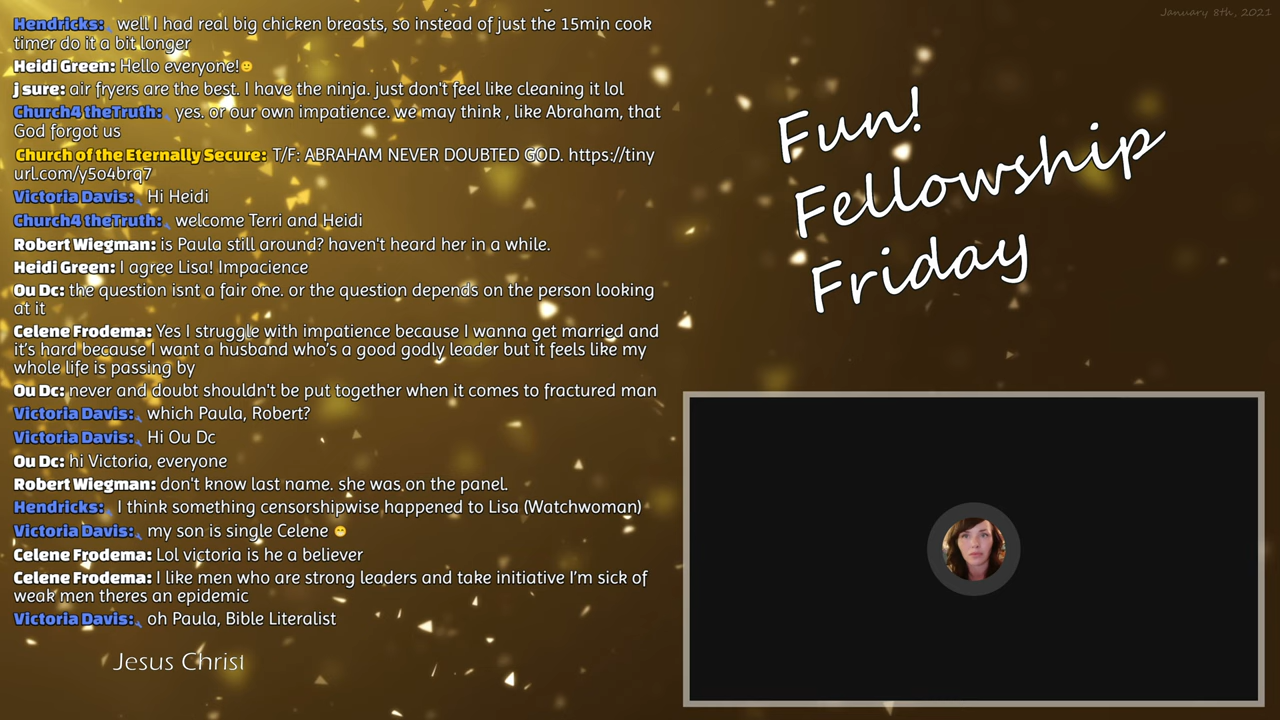 Hendricks: well I had real big chicken breasts, so instead of just the 15min cook
timer do it a bit longer
Heidi Green: Hello everyone!🙂
j sure: air fryers are the best. I have the ninja. just don't feel like cleaning it lol
Church4 theTruth: yes. or our own impatience. we may think , like Abraham, that
God forgot us
Church of the Eternally Secure: T/F: ABRAHAM NEVER DOUBTED GOD. https://tiny
url.com/y5o4brq7
Victoria Davis: Hi Heidi
Church4 theTruth: welcome Terri and Heidi
Robert Wiegman: is Paula still around? haven't heard her in a while.
Heidi Green: I agree Lisa! Impacience
Ou Dc: the question isnt a fair one. or the question depends on the person looking
at it
Celene Frodema: Yes I struggle with impatience because I wanna get married and
it's hard because I want a husband who's a good godly leader but it feels like my
whole life is passing by
Ou Dc: never and doubt shouldn't be put together when it comes to fractured man
Victoria Davis: which Paula, Robert?
Victoria Davis: Hi Ou Dc
Ou Dc: hi Victoria, everyone
Robert Wiegman: don't know last name. she was on the panel.
Hendricks: I think something censorshipwise happened to Lisa (Watchwoman)
Victoria Davis: my son is single Celene 😁
Celene Frodema: Lol victoria is he a believer
Celene Frodema: I like men who are strong leaders and take initiative I'm sick of
weak men theres an epidemic
Victoria Davis: oh Paula, Bible Literalist
Jesus Christ
January 8th, 2021
Fun!
Fellowship
Friday